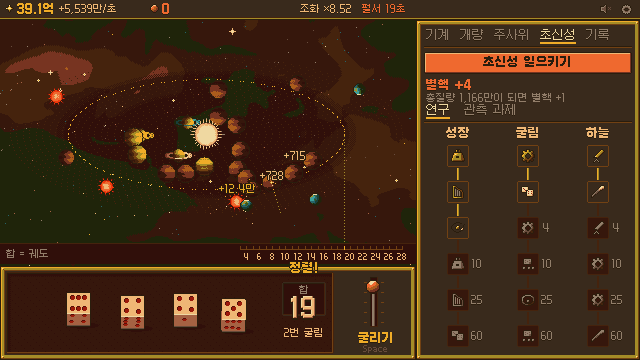 39.1억 +5,539만/초 0 조화 ×8.52 펄서 19초
기계 개량 주사위 초신성 기록
초신성 일으키기
별핵 +4
총질량 1,166만이 되면 별핵 +1
연구 관측 과제
성장 굴림 하늘
+715
+728
+12.4만
4 4
10 10 10
25 25 25
60 60 60
합 = 궤도
4 6 8 10 12 14 16 18 20 22 24 26 28
정렬!
합
19
2번 굴림
굴리기
Space